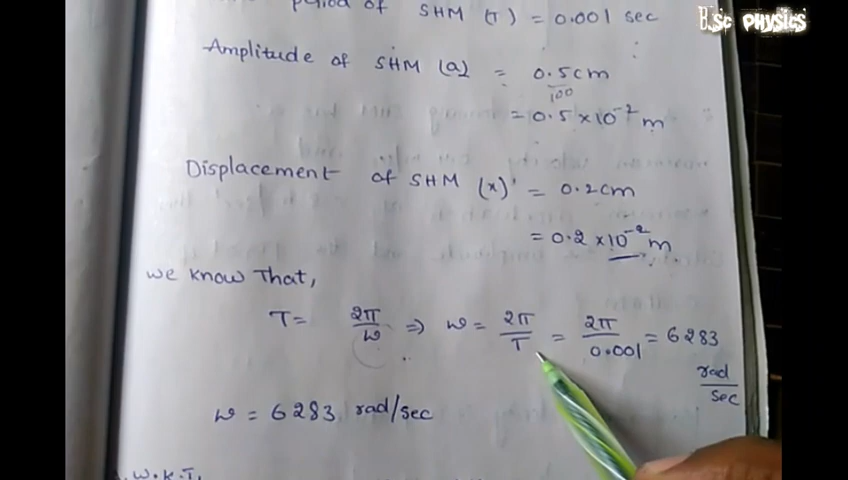 period of SHM (T) = 0.001 sec
B.Sc PHYSICS
Amplitude of SHM (a) = 0.5cm
100
= 0.5 × 10⁻² m
Displacement of SHM (x) = 0.2cm
= 0.2 × 10⁻² m
we know That,
T = 2π/w ⇒ w = 2π/T = 2π/0.001 = 6283 rad/sec
w = 6283 rad/sec
W.K.T,